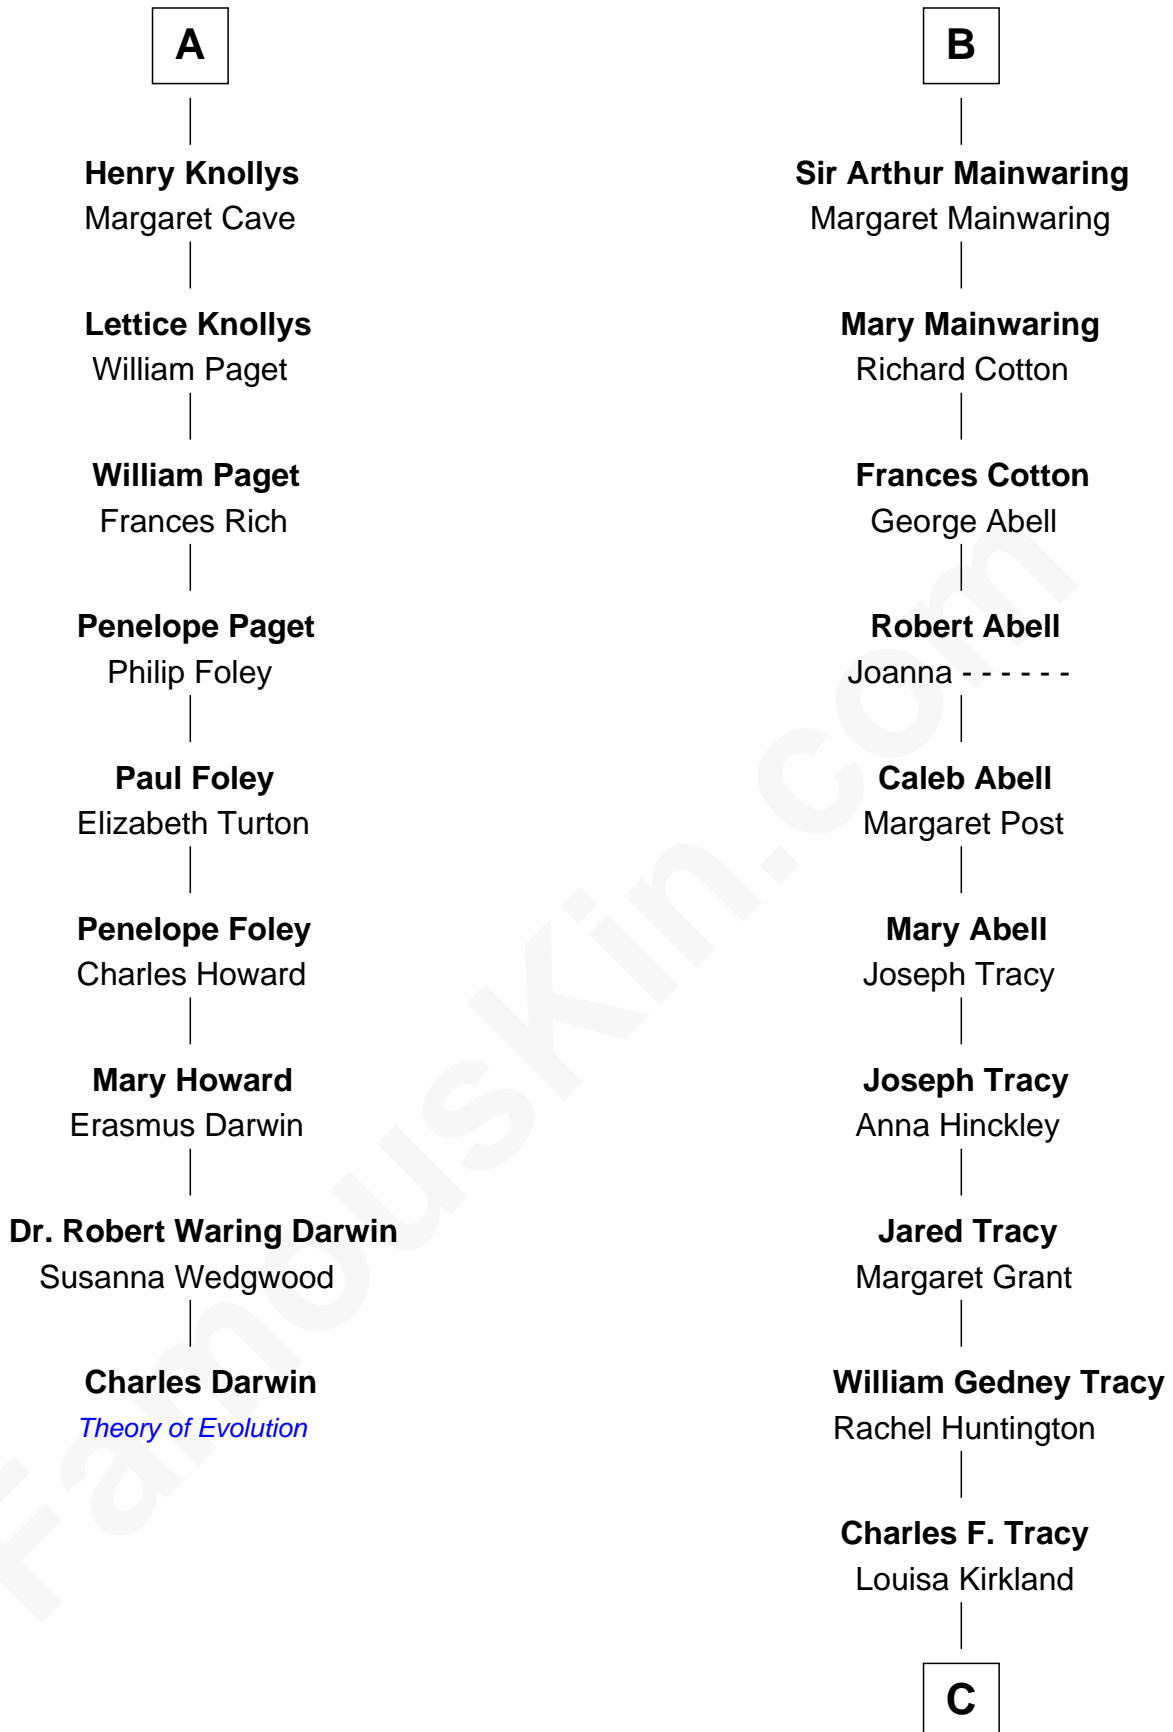 A
Henry Knollys
Margaret Cave
Lettice Knollys
William Paget
William Paget
Frances Rich
Penelope Paget
Philip Foley
Paul Foley
Elizabeth Turton
Penelope Foley
Charles Howard
Mary Howard
Erasmus Darwin
Dr. Robert Waring Darwin
Susanna Wedgwood
Charles Darwin
Theory of Evolution
B
Sir Arthur Mainwaring
Margaret Mainwaring
Mary Mainwaring
Richard Cotton
Frances Cotton
George Abell
Robert Abell
Joanna - - - - - -
Caleb Abell
Margaret Post
Mary Abell
Joseph Tracy
Joseph Tracy
Anna Hinckley
Jared Tracy
Margaret Grant
William Gedney Tracy
Rachel Huntington
Charles F. Tracy
Louisa Kirkland
C
FamousKin.com